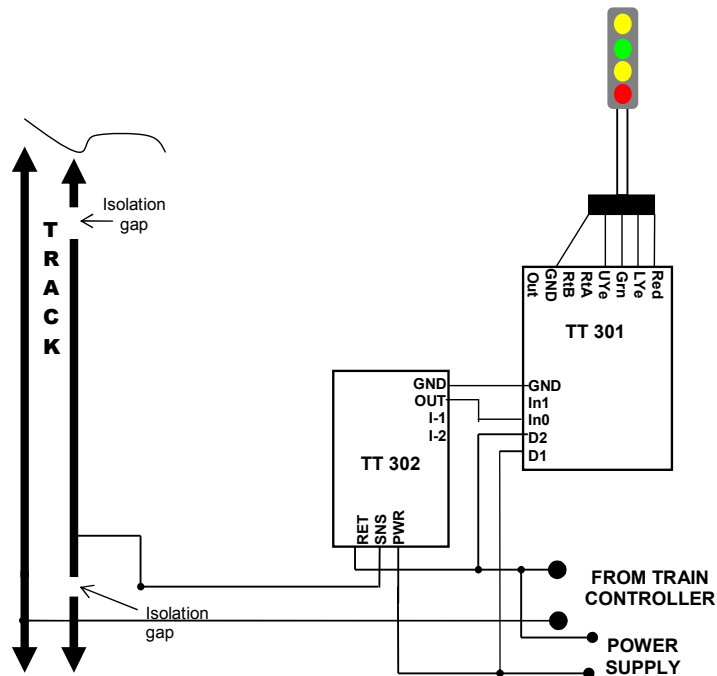 Isolation
gap
TRACK
Out
GND
RtB
RtA
UYe
Grn
LYe
Red
TT 301
GND
In1
In0
D2
D1
GND
OUT
I-1
I-2
TT 302
RET
SNS
PWR
Isolation
gap
FROM TRAIN
CONTROLLER
POWER
SUPPLY